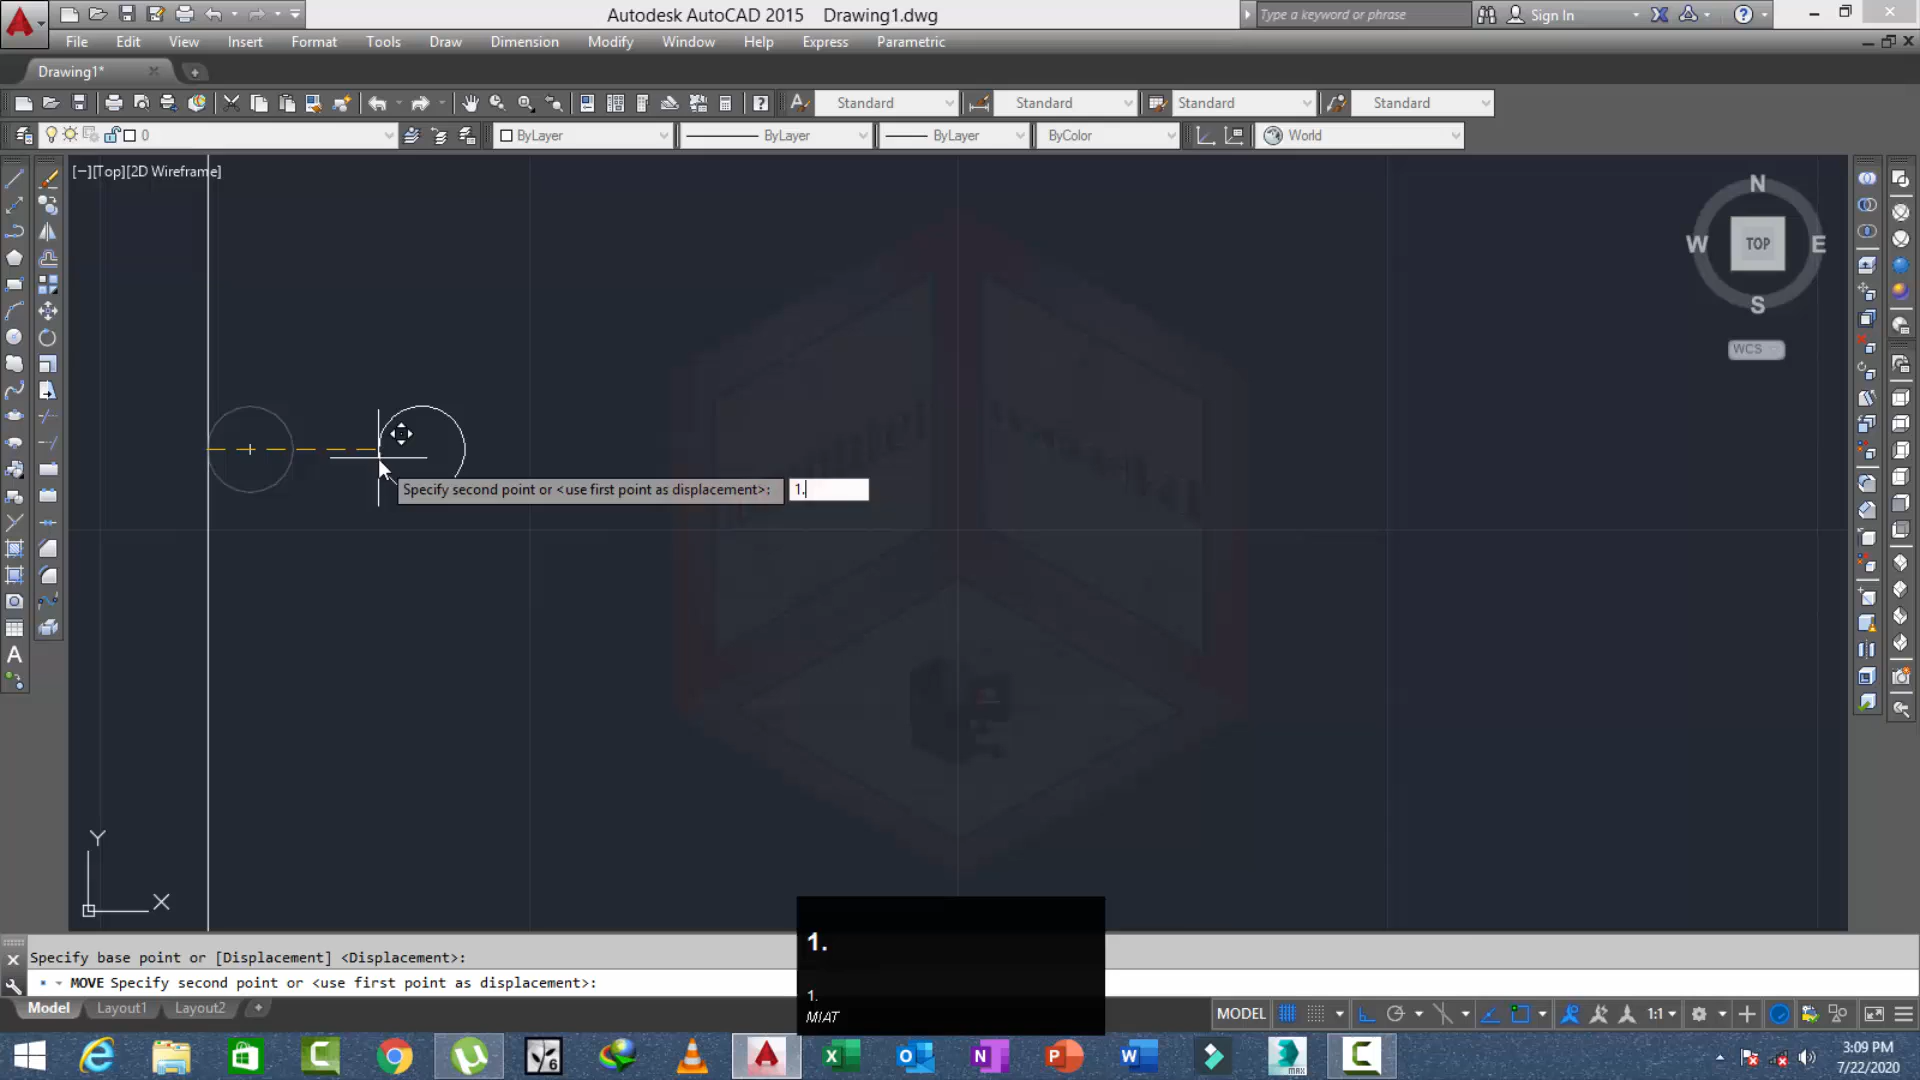 Autodesk AutoCAD 2015 Drawing1.dwg
Type a keyword or phrase
Sign In
File Edit View Insert Format Tools Draw Dimension Modify Window Help Express Parametric
Drawing1*
Standard Standard Standard Standard
0 ByLayer ByLayer ByLayer ByColor World
[−][Top][2D Wireframe]
N
W TOP E
S
WCS
Specify second point or <use first point as displacement>: 1.
Y
X
1.
1.
MIAT
Specify base point or [Displacement] <Displacement>:
MOVE Specify second point or <use first point as displacement>:
Model Layout1 Layout2
MODEL 1:1
3:09 PM
7/22/2020